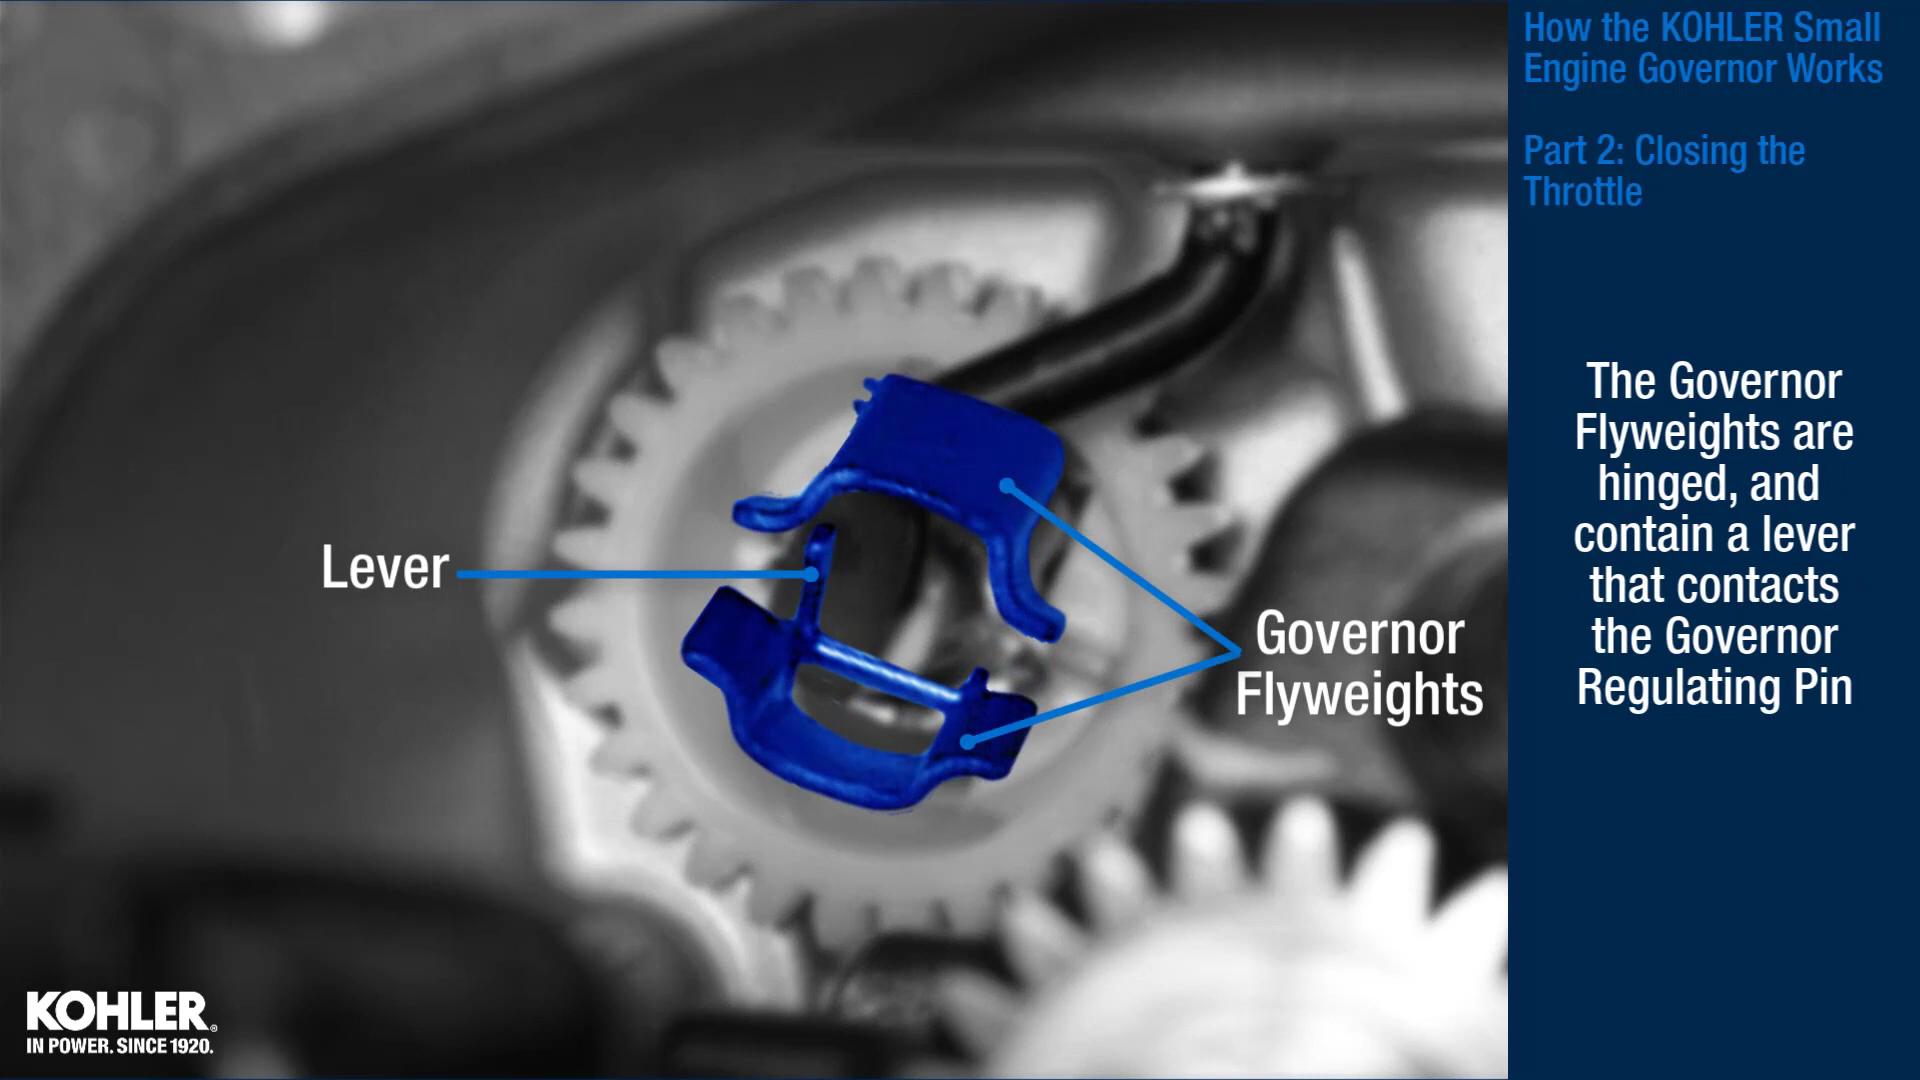 How the KOHLER Small
Engine Governor Works
Part 2: Closing the
Throttle
The Governor
Flyweights are
hinged, and
contain a lever
that contacts
the Governor
Regulating Pin
Lever
Governor
Flyweights
KOHLER®
IN POWER. SINCE 1920.